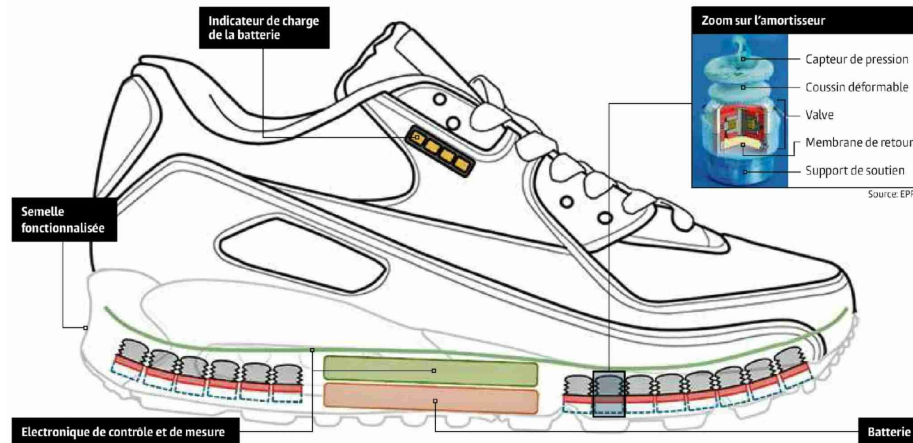 Indicateur de charge
de la batterie
Zoom sur l'amortisseur
Capteur de pression
Coussin déformable
Valve
Membrane de retour
Support de soutien
Source: EPF
Semelle
fonctionnalisée
Electronique de contrôle et de mesure
Batterie